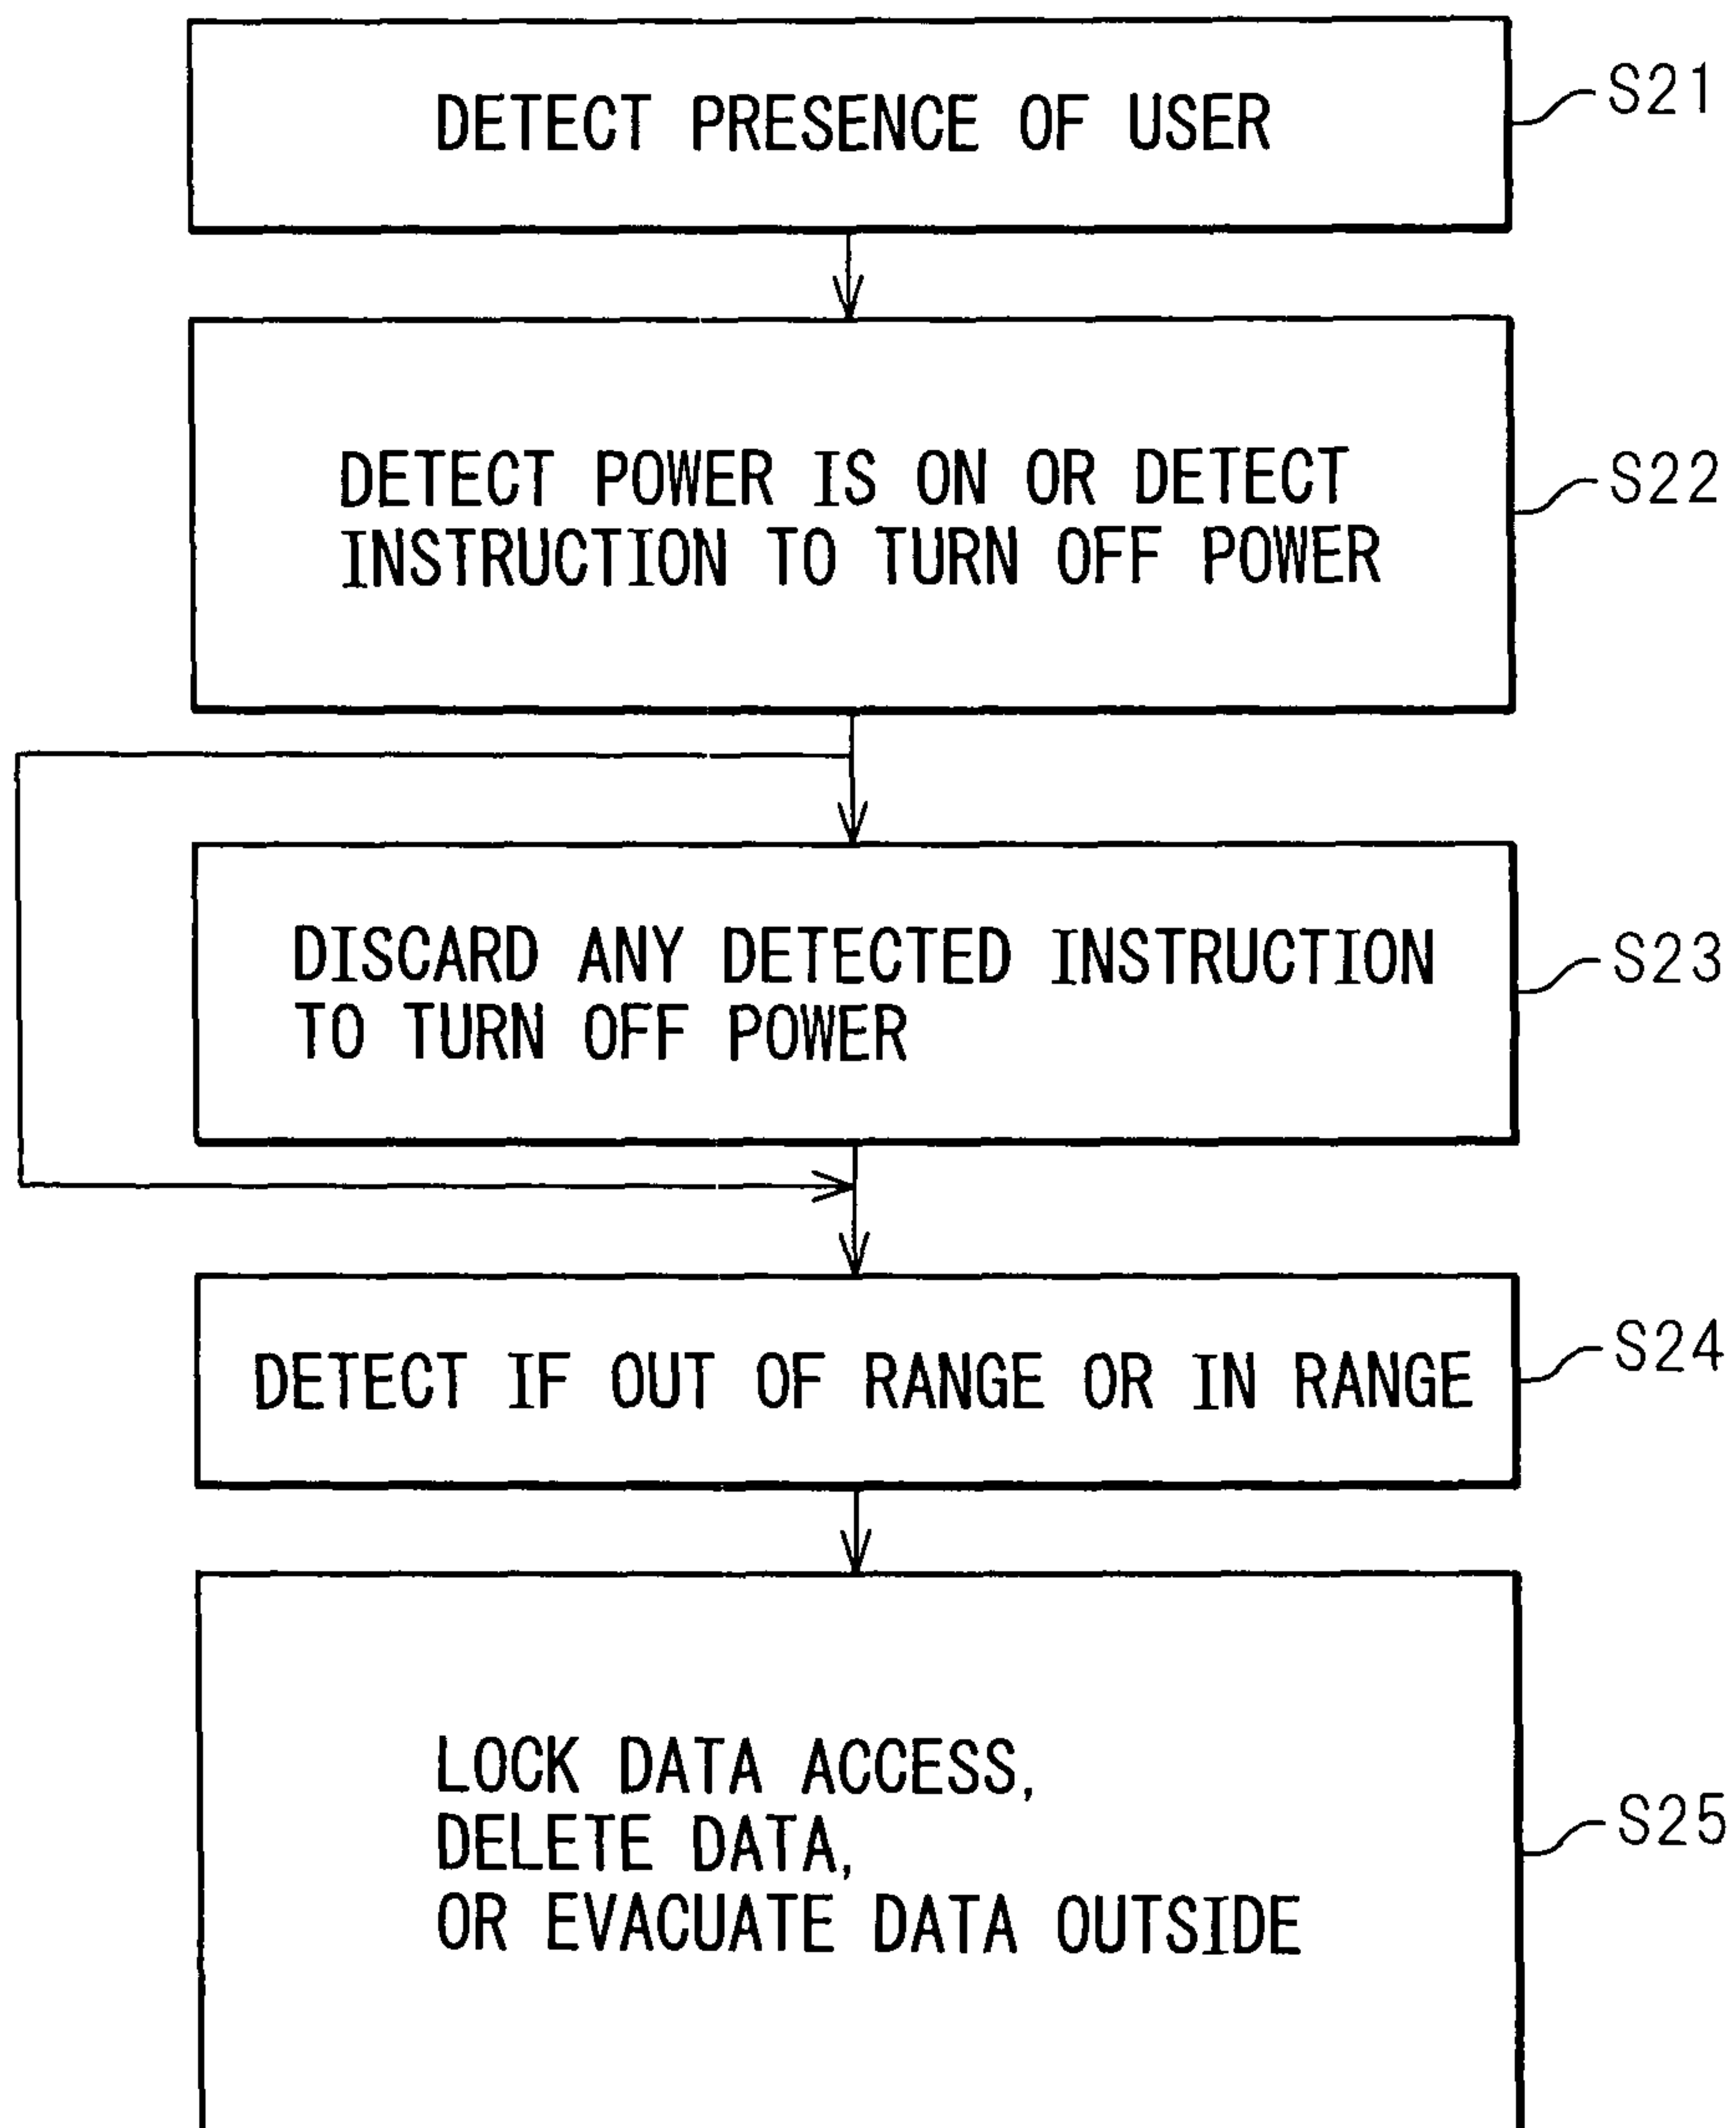 DETECT PRESENCE OF USER
S21
DETECT POWER IS ON OR DETECT
INSTRUCTION TO TURN OFF POWER
S22
DISCARD ANY DETECTED INSTRUCTION
TO TURN OFF POWER
S23
DETECT IF OUT OF RANGE OR IN RANGE
S24
LOCK DATA ACCESS,
DELETE DATA,
OR EVACUATE DATA OUTSIDE
S25